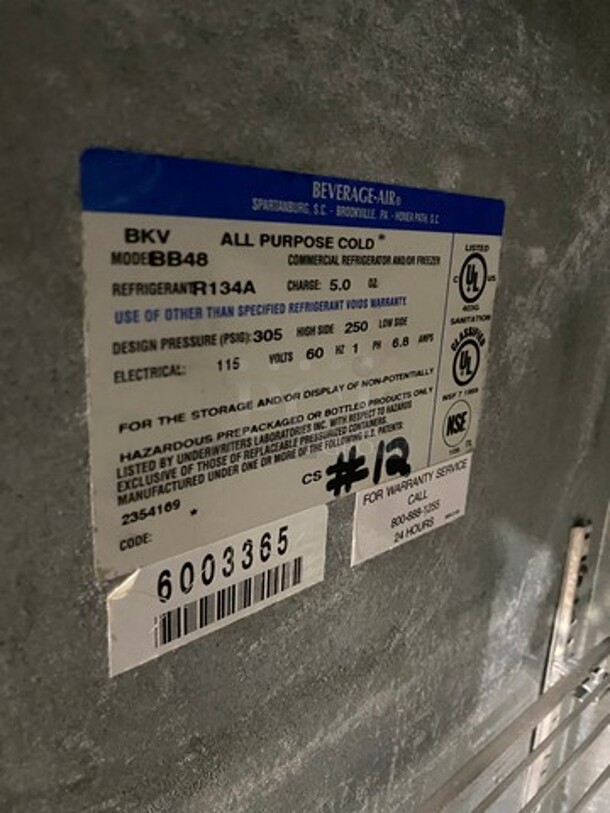 BEVERAGE-AIR®
SPARTANBURG, S.C. - BROOKVILLE, PA. - HONEA PATH, S.C.
BKV ALL PURPOSE COLD *
MODEL BB48 COMMERCIAL REFRIGERATOR AND/OR FREEZER
REFRIGERANT R134A CHARGE: 5.0 OZ.
USE OF OTHER THAN SPECIFIED REFRIGERANT VOIDS WARRANTY.
DESIGN PRESSURE (PSIG): 305 HIGH SIDE 250 LOW SIDE
ELECTRICAL: 115 VOLTS 60 HZ 1 PH 6.8 AMPS
FOR THE STORAGE AND/OR DISPLAY OF NON-POTENTIALLY
HAZARDOUS PREPACKAGED OR BOTTLED PRODUCTS ONLY
LISTED BY UNDERWRITERS LABORATORIES INC. WITH RESPECT TO HAZARDS
EXCLUSIVE OF THOSE OF REPLACEABLE PRESSURIZED CONTAINERS.
MANUFACTURED UNDER ONE OR MORE OF THE FOLLOWING U.S. PATENTS:
CS #12
2354169 *
CODE:
6003365
LISTED
C UL US
SANITATION
CLASSIFIED
UL
NSF 7
NSF
FOR WARRANTY SERVICE
CALL
800-888-1255
24 HOURS